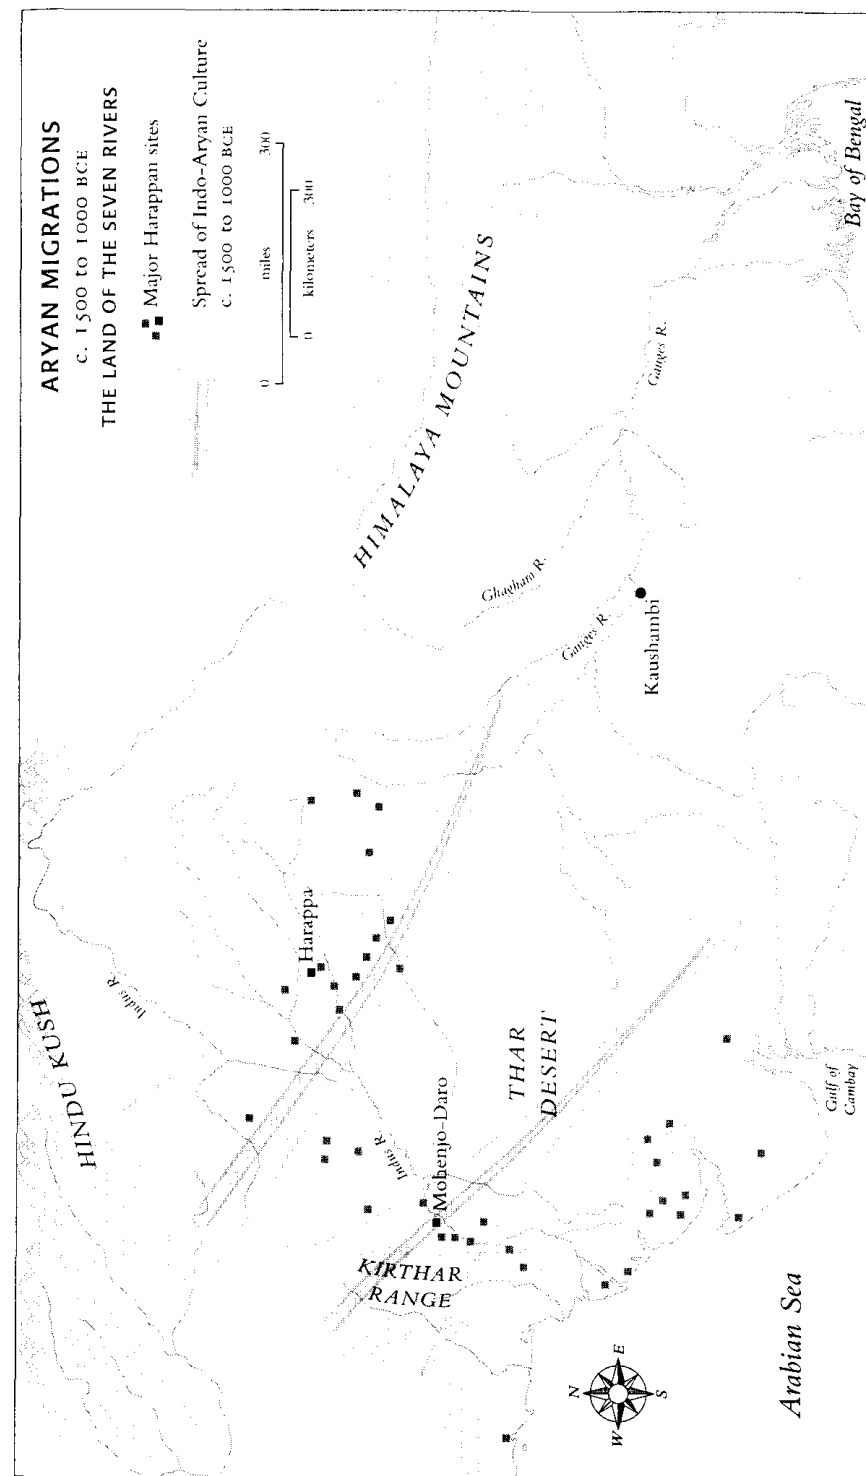 ARYAN MIGRATIONS
c. 1500 to 1000 BCE
THE LAND OF THE SEVEN RIVERS
Major Harappan sites
Spread of Indo-Aryan Culture
c. 1500 to 1000 BCE
0 miles 300
0 kilometers 300
HINDU KUSH
Indus R.
Harappa
HIMALAYA MOUNTAINS
Ghaghara R.
Ganges R.
Kaushambi
Ganges R.
Bay of Bengal
Indus R.
Mohenjo-Daro
KIRTHAR
RANGE
THAR
DESERT
Gulf of
Cambay
Arabian Sea
N
E
S
W